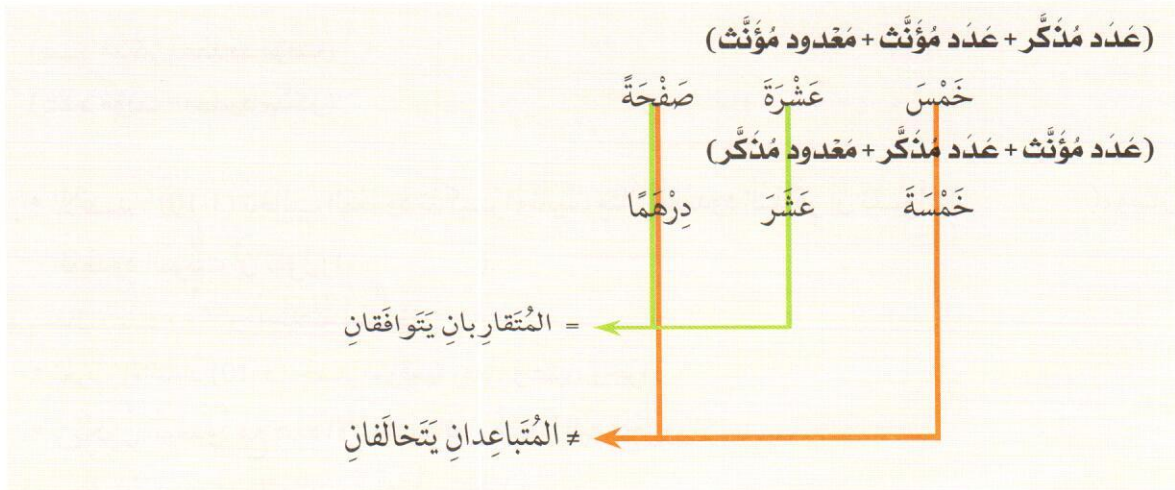 (عَدَد مُذَكَّر + عَدَد مُؤَنَّث + مَعْدود مُؤَنَّث)
خَمْسَ عَشْرَةَ صَفْحَةً
(عَدَد مُؤَنَّث + عَدَد مُذَكَّر + مَعْدود مُذَكَّر)
خَمْسَةَ عَشَرَ دِرْهَمًا
= المُتَقارِبانِ يَتَوافَقانِ
≠ المُتَباعِدانِ يَتَخالَفانِ